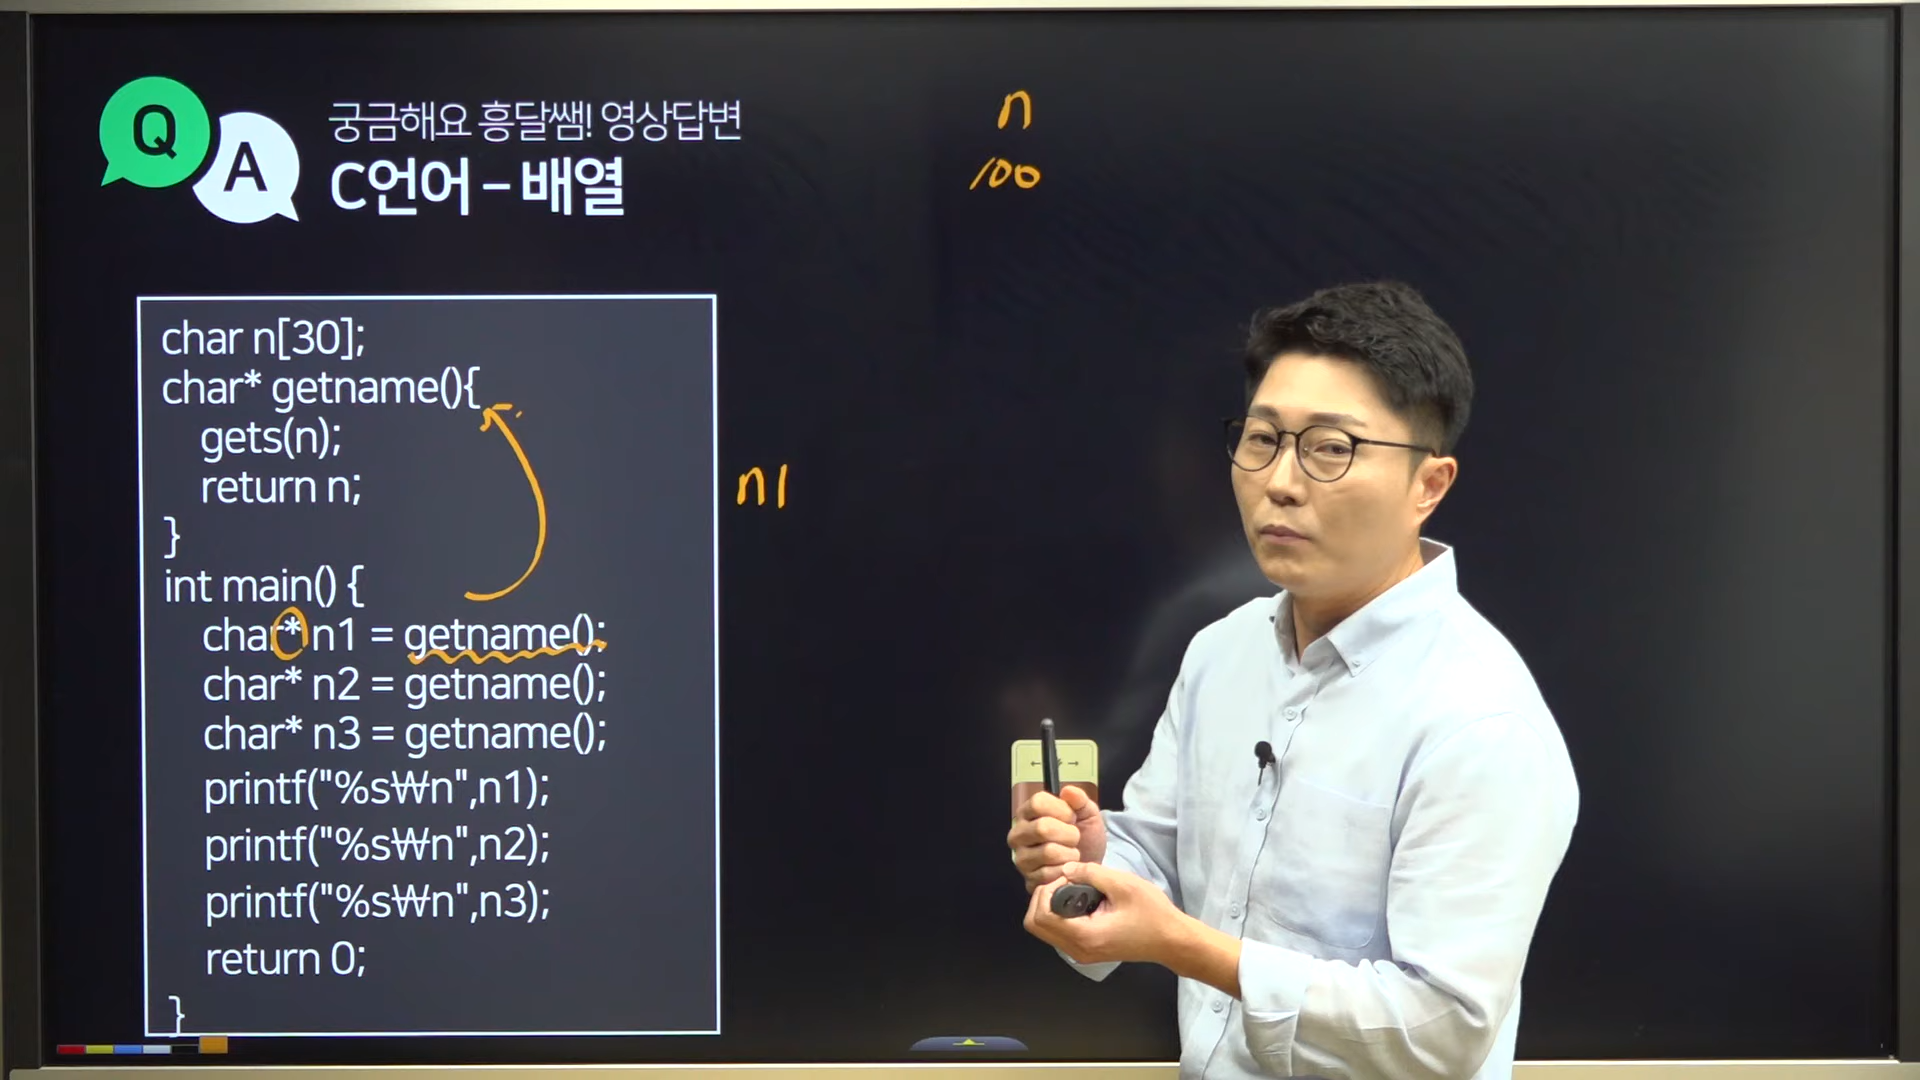 Q
A
궁금해요 흥달쌤! 영상답변
C언어 – 배열
n
100
char n[30];
char* getname(){
gets(n);
return n;
}
n1
int main() {
char* n1 = getname();
char* n2 = getname();
char* n3 = getname();
printf("%s₩n",n1);
printf("%s₩n",n2);
printf("%s₩n",n3);
return 0;
}